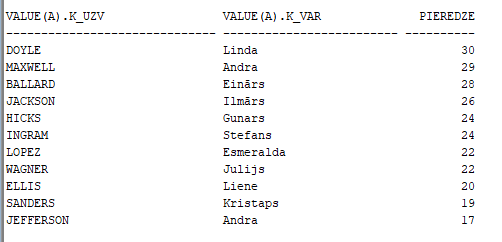 VALUE(A).K_UZV VALUE(A).K_VAR PIEREDZE
------------------------------ ------------------------- ----------
DOYLE Linda 30
MAXWELL Andra 29
BALLARD Einārs 28
JACKSON Ilmārs 26
HICKS Gunars 24
INGRAM Stefans 24
LOPEZ Esmeralda 22
WAGNER Julijs 22
ELLIS Liene 20
SANDERS Kristaps 19
JEFFERSON Andra 17